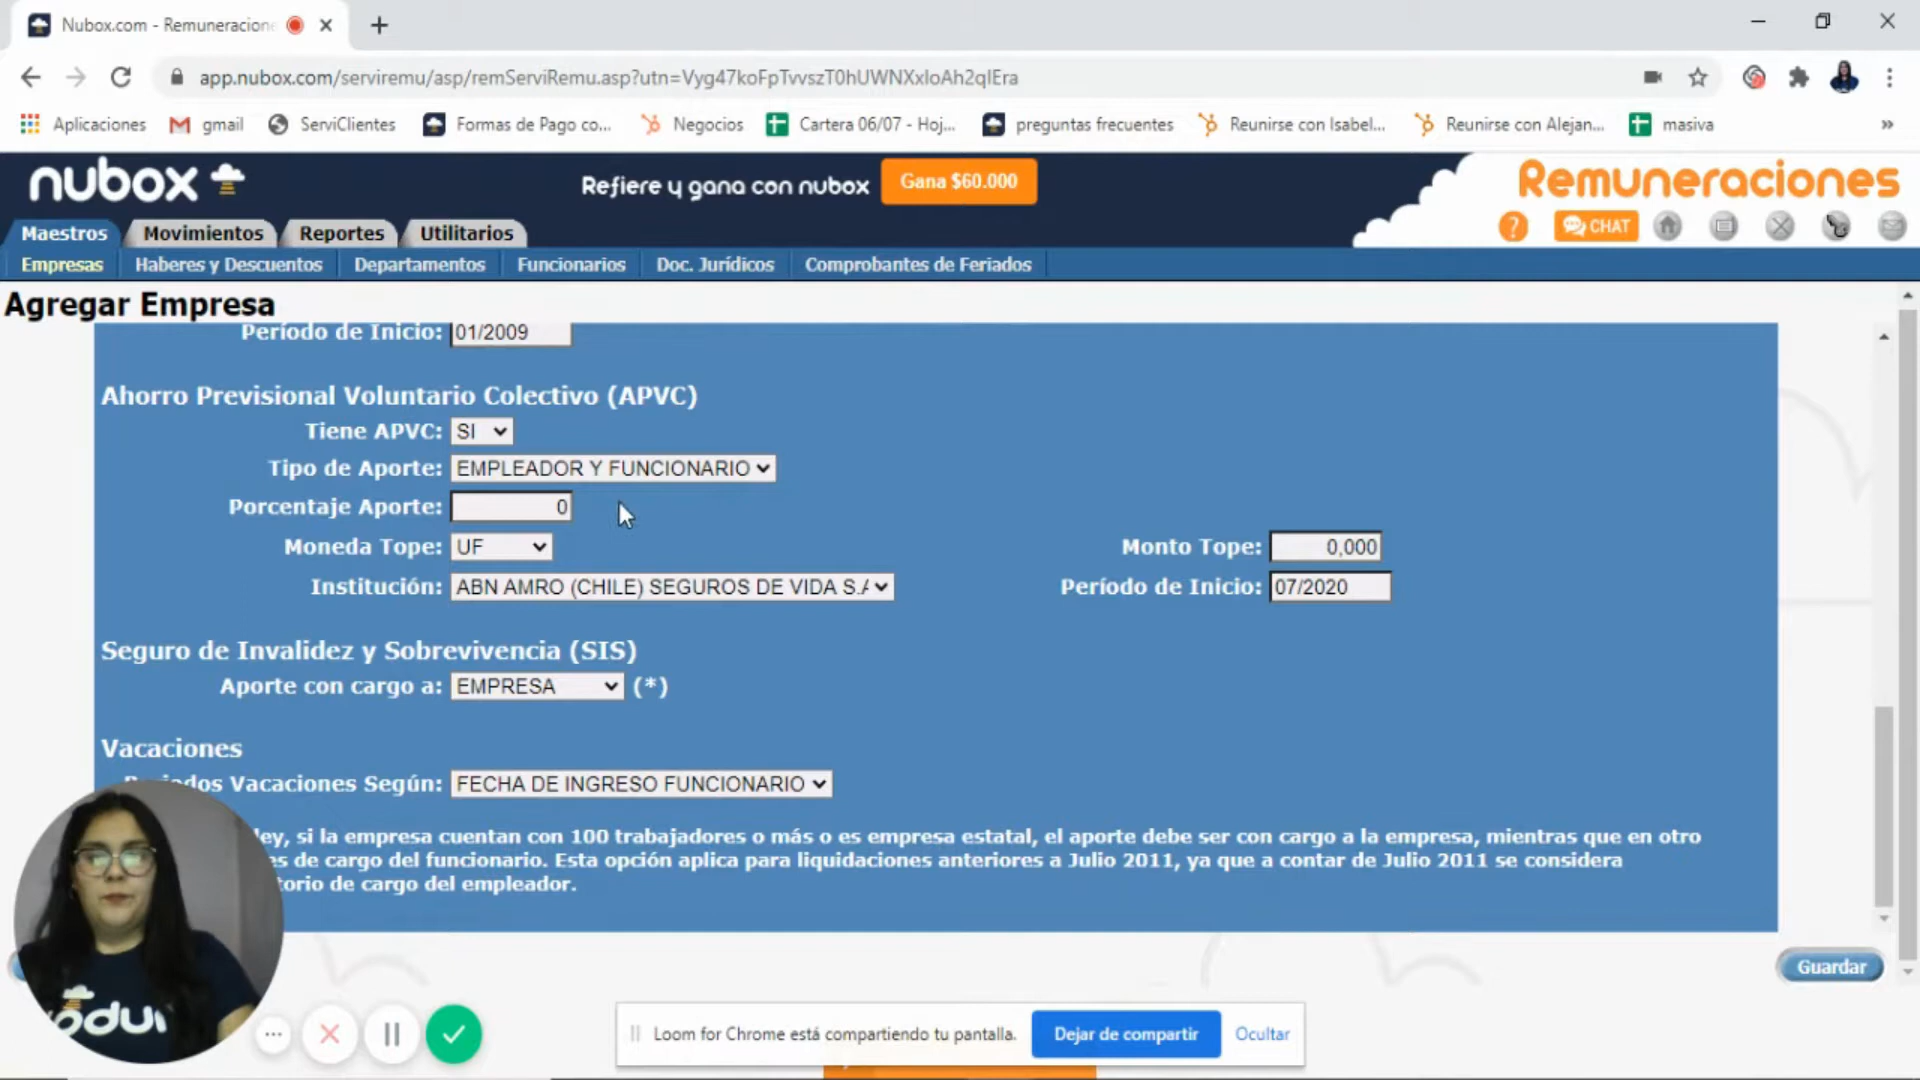 Nubox.com - Remuneracione
app.nubox.com/serviremu/asp/remServiRemu.asp?utn=Vyg47koFpTvvszT0hUWNXxIoAh2qIEra
Aplicaciones gmail ServiClientes Formas de Pago co... Negocios Cartera 06/07 - Hoj... preguntas frecuentes Reunirse con Isabel... Reunirse con Alejan... masiva »
nubox Refiere y gana con nubox Gana $60.000 Remuneraciones
? CHAT
Maestros Movimientos Reportes Utilitarios
Empresas Haberes y Descuentos Departamentos Funcionarios Doc. Jurídicos Comprobantes de Feriados
Agregar Empresa
Período de Inicio: 01/2009
Ahorro Previsional Voluntario Colectivo (APVC)
Tiene APVC: SI
Tipo de Aporte: EMPLEADOR Y FUNCIONARIO
Porcentaje Aporte: 0
Moneda Tope: UF Monto Tope: 0,000
Institución: ABN AMRO (CHILE) SEGUROS DE VIDA S.A Período de Inicio: 07/2020
Seguro de Invalidez y Sobrevivencia (SIS)
Aporte con cargo a: EMPRESA (*)
Vacaciones
Vacaciones Según: FECHA DE INGRESO FUNCIONARIO
ley, si la empresa cuentan con 100 trabajadores o más o es empresa estatal, el aporte debe ser con cargo a la empresa, mientras que en otro
es de cargo del funcionario. Esta opción aplica para liquidaciones anteriores a Julio 2011, ya que a contar de Julio 2011 se considera
torio de cargo del empleador.
Guardar
Loom for Chrome está compartiendo tu pantalla. Dejar de compartir Ocultar